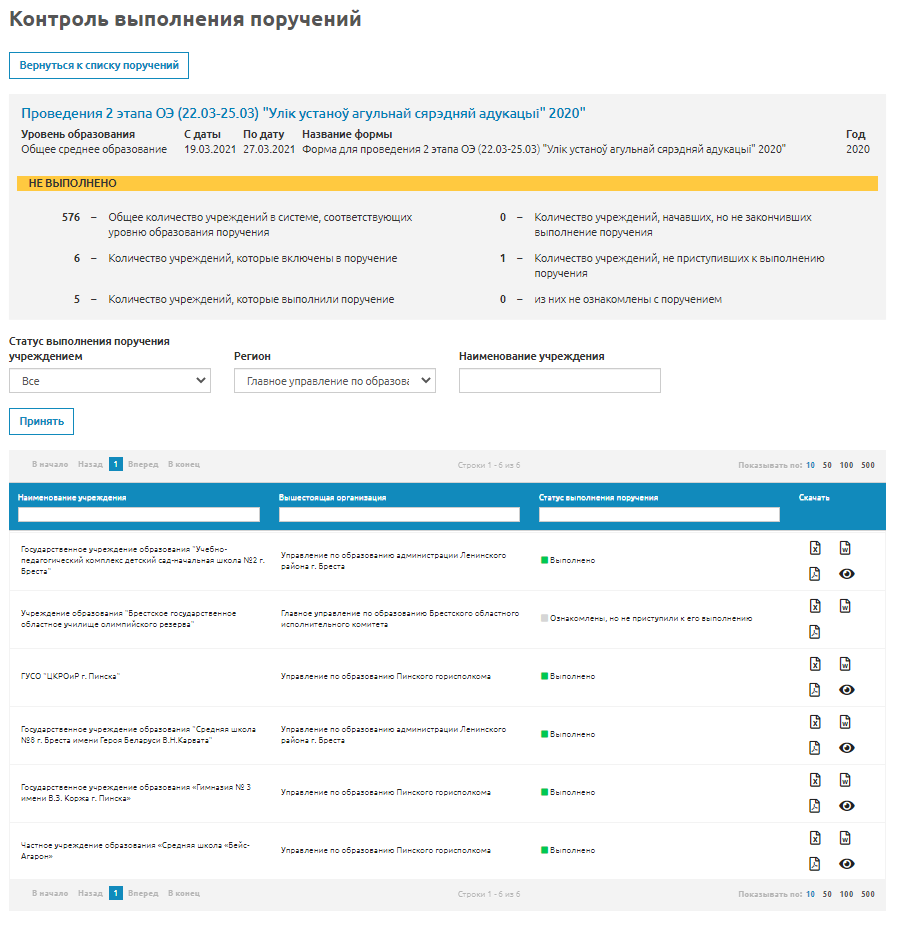 Контроль выполнения поручений
Вернуться к списку поручений
Проведения 2 этапа ОЭ (22.03-25.03) "Улік устаноў агульнай сярэдняй адукацыі" 2020"
Уровень образования С даты По дату Название формы Год
Общее среднее образование 19.03.2021 27.03.2021 Форма для проведения 2 этапа ОЭ (22.03-25.03) "Улік устаноў агульнай сярэдняй адукацыі" 2020" 2020
НЕ ВЫПОЛНЕНО
576 – Общее количество учреждений в системе, соответствующих
уровню образования поручения
0 – Количество учреждений, начавших, но не закончивших
выполнение поручения
6 – Количество учреждений, которые включены в поручение
1 – Количество учреждений, не приступивших к выполнению
поручения
5 – Количество учреждений, которые выполнили поручение
0 – из них не ознакомлены с поручением
Статус выполнения поручения
учреждением
Регион
Наименование учреждения
Все
Главное управление по образова
Принять
В начало Назад 1 Вперед В конец Строки 1 - 6 из 6 Показывать по: 10 50 100 500
Наименование учреждения Вышестоящая организация Статус выполнения поручения Скачать
Государственное учреждение образования "Учебно-
педагогический комплекс детский сад-начальная школа №2 г.
Бреста"
Управление по образованию администрации Ленинского
района г. Бреста
Выполнено
Учреждение образования "Брестское государственное
областное училище олимпийского резерва"
Главное управление по образованию Брестского областного
исполнительного комитета
Ознакомлены, но не приступили к его выполнению
ГУСО "ЦКРОиР г. Пинска"
Управление по образованию Пинского горисполкома
Выполнено
Государственное учреждение образования "Средняя школа
№8 г. Бреста имени Героя Беларуси В.Н.Карвата"
Управление по образованию администрации Ленинского
района г. Бреста
Выполнено
Государственное учреждение образования «Гимназия № 3
имени В.З. Коржа г. Пинска»
Управление по образованию Пинского горисполкома
Выполнено
Частное учреждение образования «Средняя школа «Бейс-
Агарон»
Управление по образованию Пинского горисполкома
Выполнено
В начало Назад 1 Вперед В конец Строки 1 - 6 из 6 Показывать по: 10 50 100 500